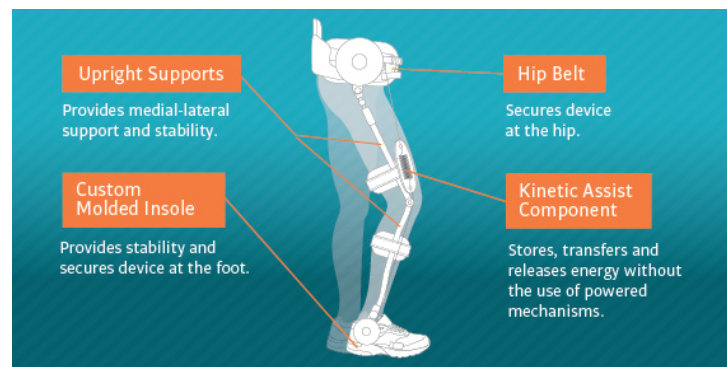 Upright Supports
Provides medial-lateral
support and stability.
Custom
Molded Insole
Provides stability and
secures device at the foot.
Hip Belt
Secures device
at the hip.
Kinetic Assist
Component
Stores, transfers and
releases energy without
the use of powered
mechanisms.